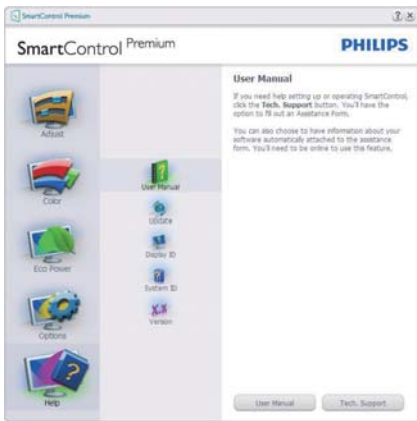 SmartControl Premium
? x
SmartControl Premium
PHILIPS
Adjust
Color
Eco Power
Options
Help
User Manual
Update
Display ID
System ID
X.X
Version
User Manual
If you need help setting up or operating SmartControl,
click the Tech. Support button. You'll have the
option to fill out an Assistance Form.
You can also choose to have information about your
software automatically attached to the assistance
form. You'll need to be online to use this feature.
User Manual
Tech. Support